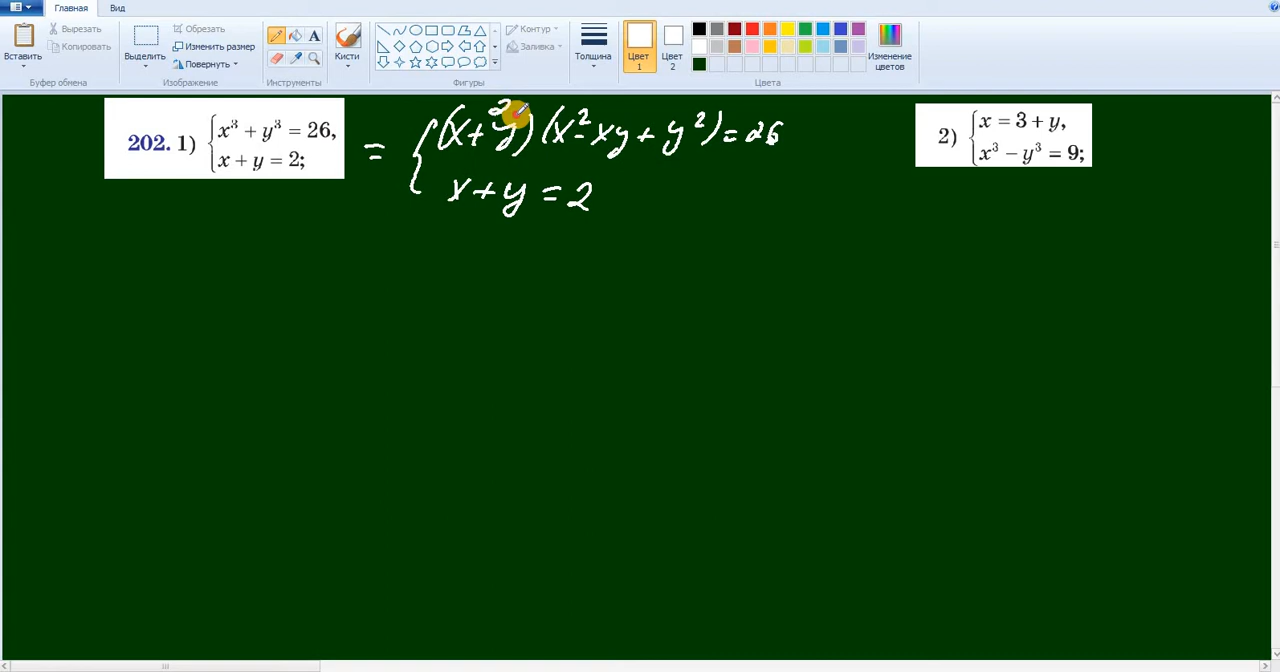 Главная Вид
Вставить
Вырезать
Копировать
Буфер обмена
Выделить
Обрезать
Изменить размер
Повернуть
Изображение
A
Инструменты
Кисти
Контур
Заливка
Фигуры
Толщина
Цвет 1
Цвет 2
Изменение цветов
Цвета
202. 1) { x³ + y³ = 26,
x + y = 2;
= { (x + y) (x² - xy + y²) = 26
2
x + y = 2
2) { x = 3 + y,
x³ − y³ = 9;